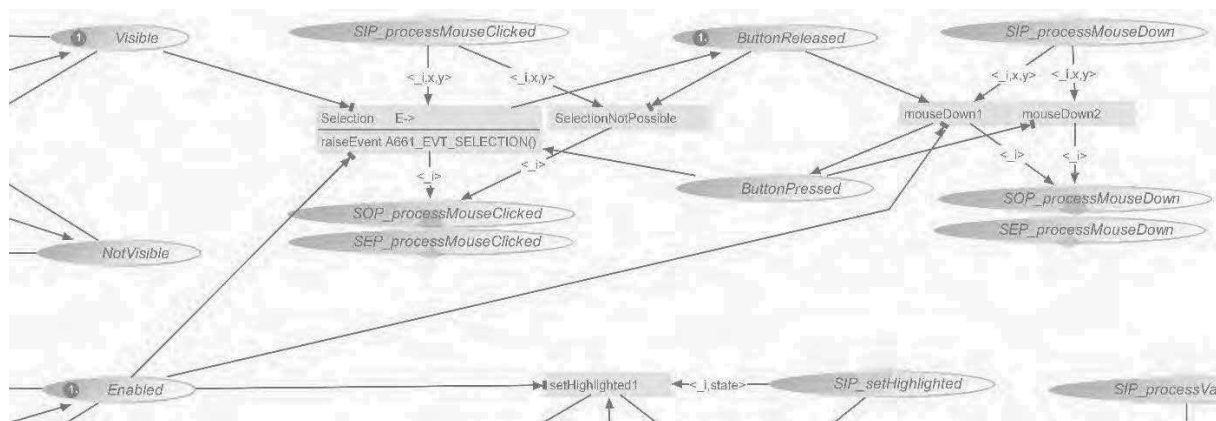 1 Visible
SIP_processMouseClicked
1 ButtonReleased
SIP_processMouseDown
<_i,x,y>
<_i,x,y>
<_i,x,y>
<_i,x,y>
Selection E->
SelectionNotPossible
mouseDown1
mouseDown2
raiseEvent A661_EVT_SELECTION()
<_i>
<_i>
<_i>
<_i>
ButtonPressed
SOP_processMouseClicked
SOP_processMouseDown
SEP_processMouseClicked
SEP_processMouseDown
NotVisible
1 Enabled
setHighlighted1
<_i,state>
SIP_setHighlighted
SIP_processVa